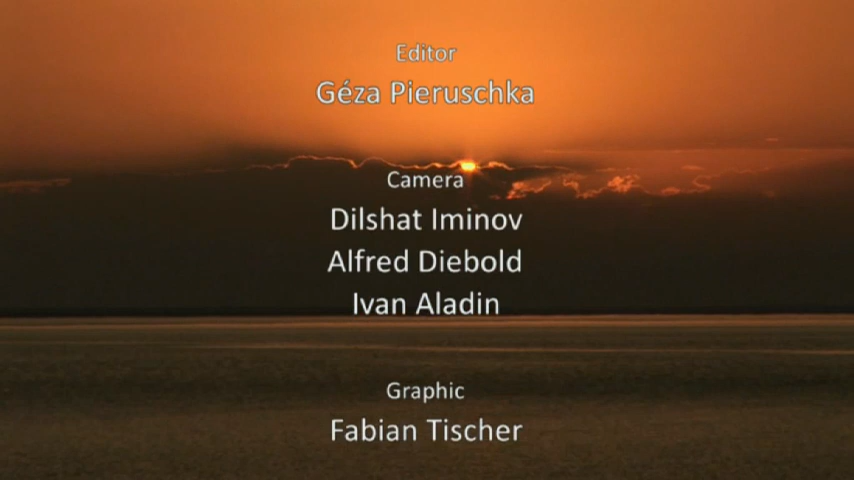 Editor
Géza Pieruschka
Camera
Dilshat Iminov
Alfred Diebold
Ivan Aladin
Graphic
Fabian Tischer